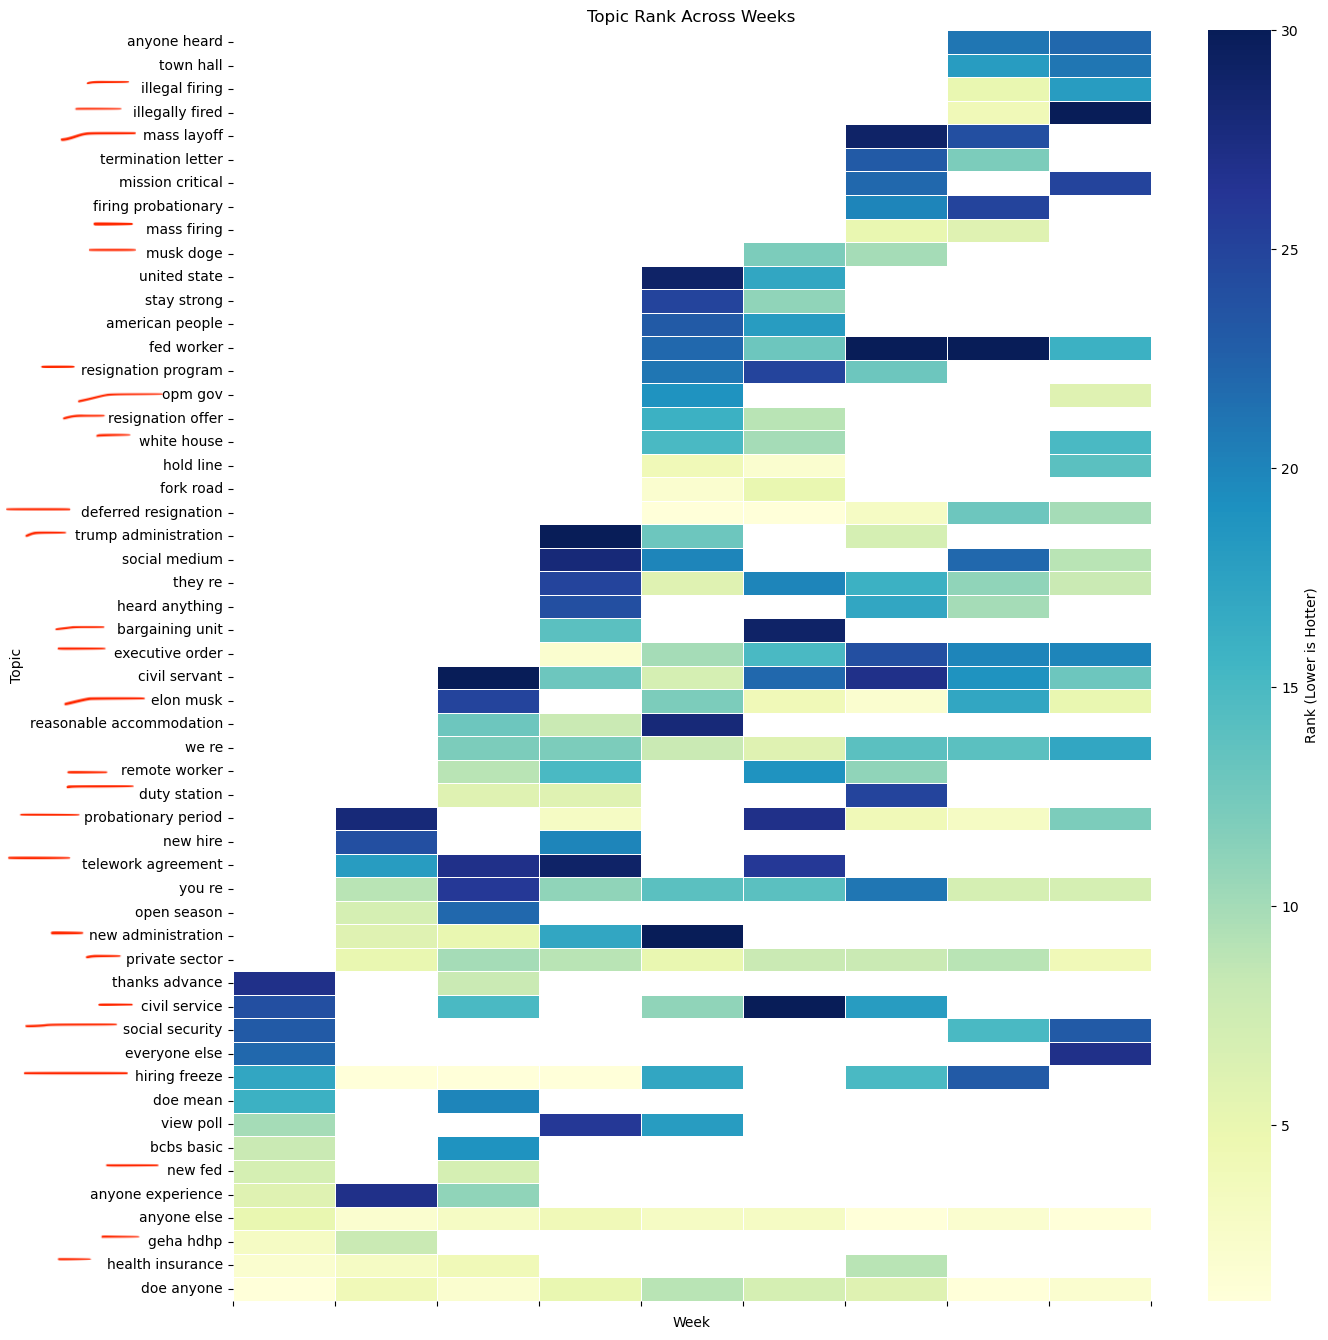 Topic Rank Across Weeks
anyone heard
town hall
illegal firing
illegally fired
mass layoff
termination letter
mission critical
firing probationary
mass firing
musk doge
united state
stay strong
american people
fed worker
resignation program
opm gov
resignation offer
white house
hold line
fork road
deferred resignation
trump administration
social medium
they re
heard anything
bargaining unit
executive order
civil servant
elon musk
reasonable accommodation
we re
remote worker
duty station
probationary period
new hire
telework agreement
you re
open season
new administration
private sector
thanks advance
civil service
social security
everyone else
hiring freeze
doe mean
view poll
bcbs basic
new fed
anyone experience
anyone else
geha hdhp
health insurance
doe anyone
Topic
Week
30
25
20
15
10
5
Rank (Lower is Hotter)